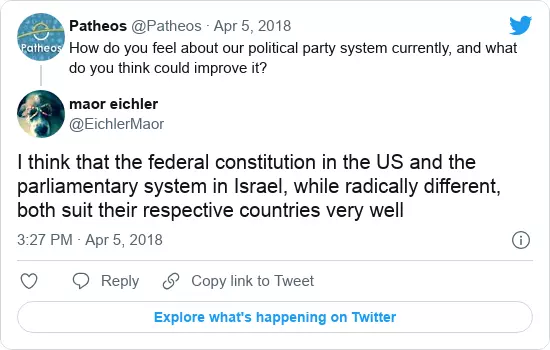 Patheos @Patheos · Apr 5, 2018
How do you feel about our political party system currently, and what
do you think could improve it?
Patheos
maor eichler
@EichlerMaor
I think that the federal constitution in the US and the
parliamentary system in Israel, while radically different,
both suit their respective countries very well
3:27 PM · Apr 5, 2018
Reply
Copy link to Tweet
Explore what's happening on Twitter